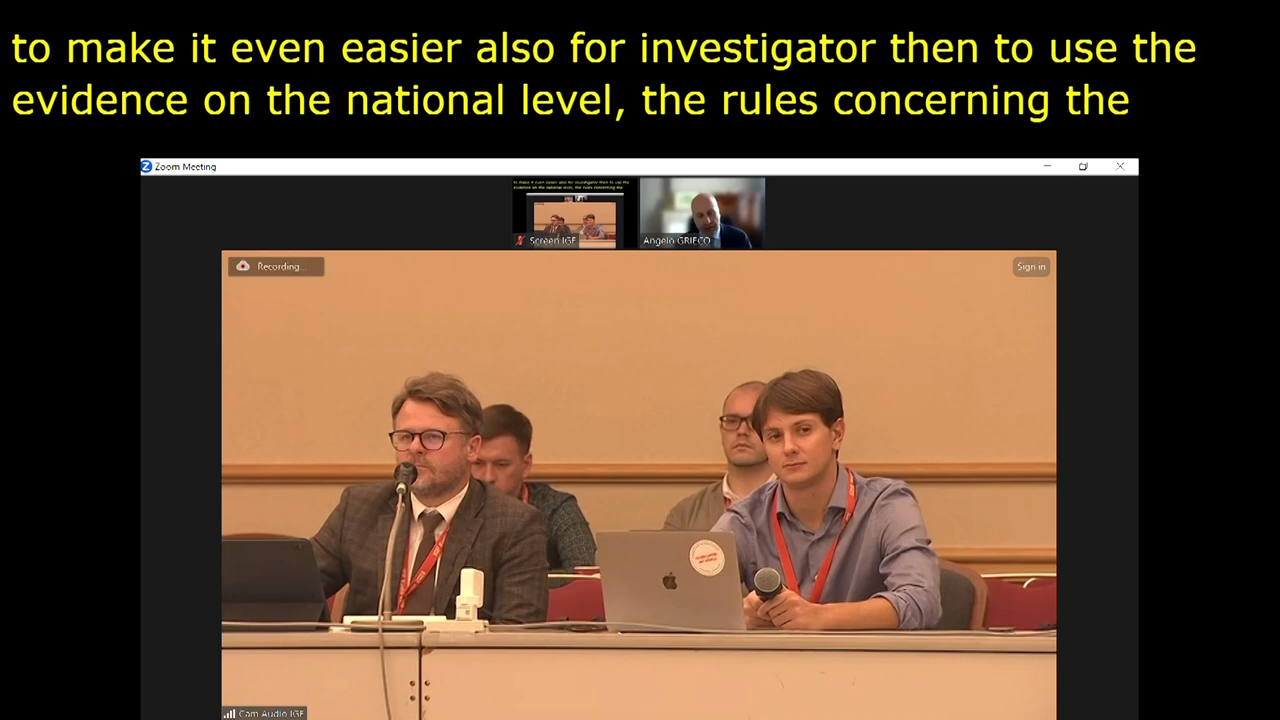 to make it even easier also for investigator then to use the
evidence on the national level, the rules concerning the
Zoom Meeting
Screen IGF
Angelo GRIECO
Recording...
Sign in
Cam Audio IGF